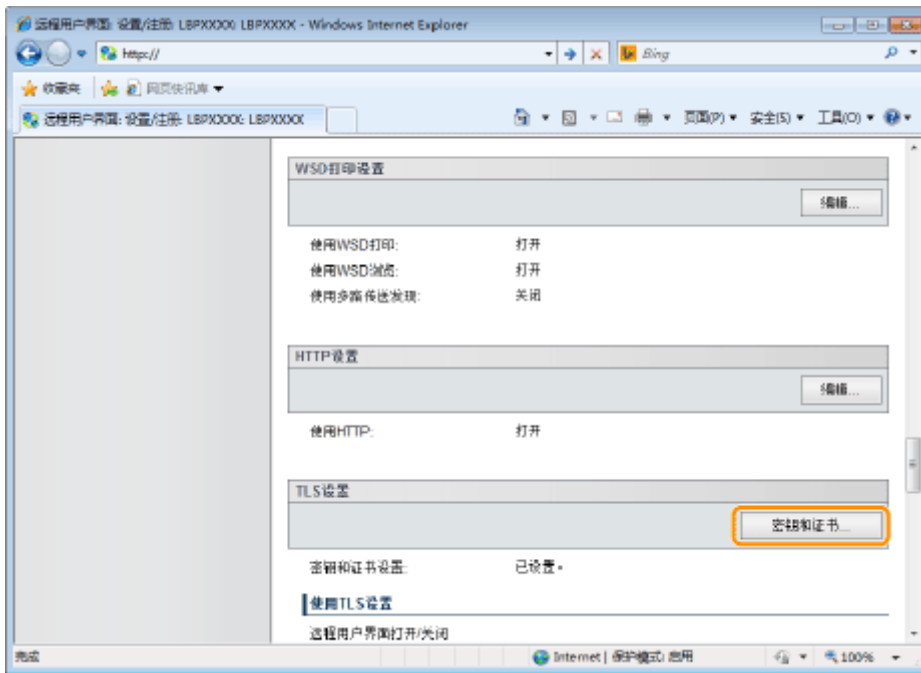 远程用户界面: 设置/注册: LBPXXXX: LBPXXXX - Windows Internet Explorer
http://
Bing
收藏夹 网页快讯库
远程用户界面: 设置/注册: LBPXXXX: LBPXXXX
页面(P) 安全(S) 工具(O)
WSD打印设置
编辑...
使用WSD打印: 打开
使用WSD浏览: 打开
使用多路传送发现: 关闭
HTTP设置
编辑...
使用HTTP: 打开
TLS设置
密钥和证书...
密钥和证书设置: 已设置。
使用TLS设置
远程用户界面打开/关闭
完成 Internet | 保护模式: 启用 100%